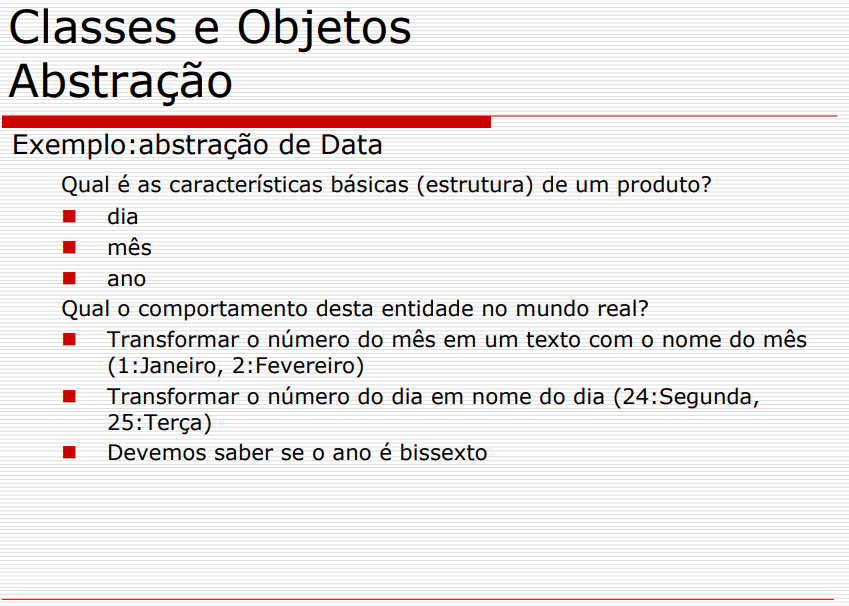 Classes e Objetos
Abstração
Exemplo:abstração de Data
Qual é as características básicas (estrutura) de um produto?
dia
mês
ano
Qual o comportamento desta entidade no mundo real?
Transformar o número do mês em um texto com o nome do mês
(1:Janeiro, 2:Fevereiro)
Transformar o número do dia em nome do dia (24:Segunda,
25:Terça)
Devemos saber se o ano é bissexto